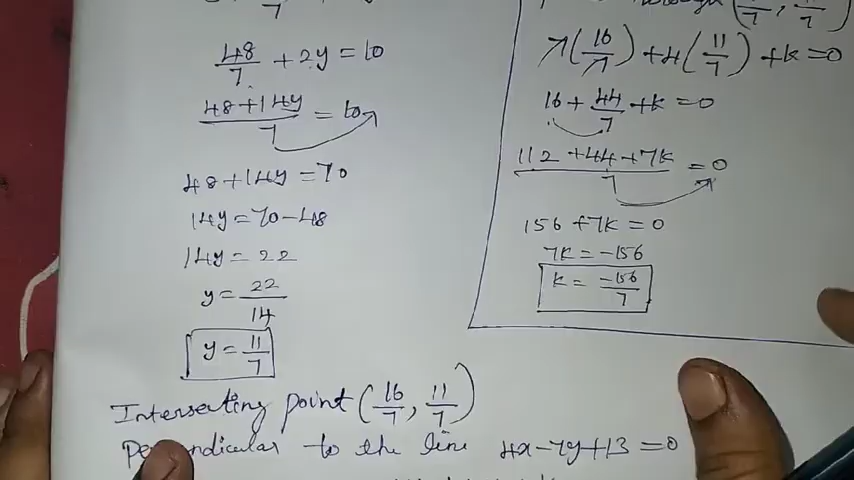 7
48/7 + 2y = 10
48+14y/7 = 10
48+14y = 70
14y = 70-48
14y = 22
y = 22/14
y = 11/7
Intersecting point (16/7, 11/7)
Perpendicular to the line 4x-7y+13 = 0
through
7(16/7) + 4(11/7) + k = 0
16 + 44/7 + k = 0
112 + 44 + 7k/7 = 0
156 + 7k = 0
7k = -156
k = -156/7